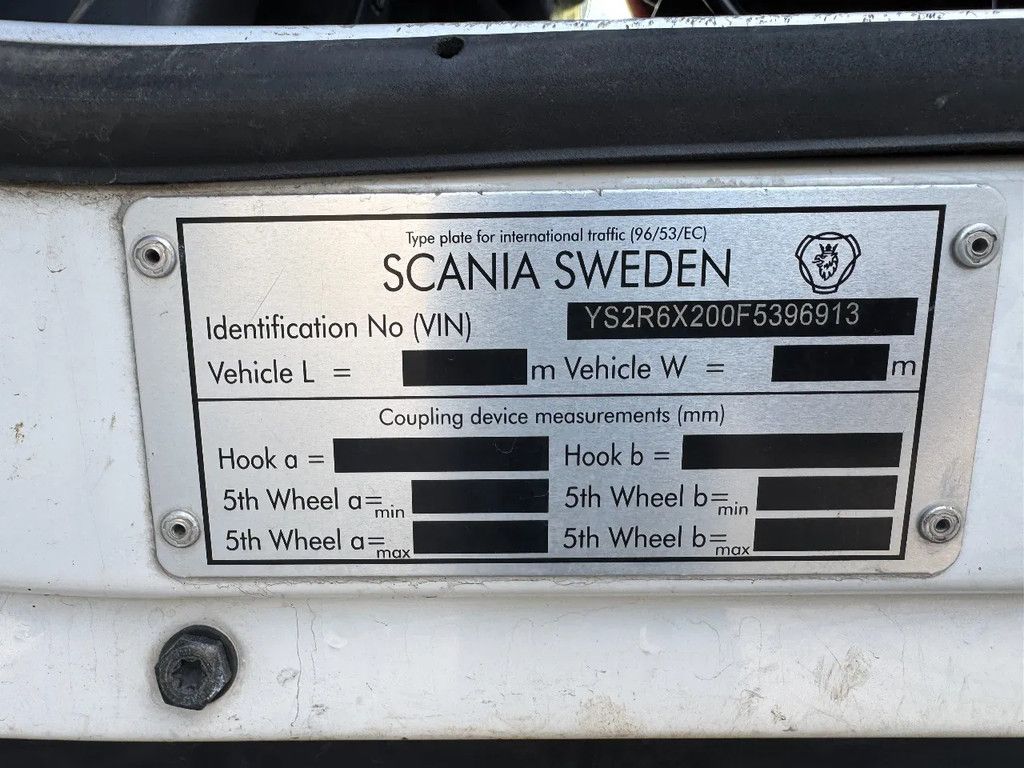 Type plate for international traffic (96/53/EC)
SCANIA SWEDEN
Identification No (VIN) YS2R6X200F5396913
Vehicle L = m Vehicle W = m
Coupling device measurements (mm)
Hook a = Hook b =
5th Wheel a=min 5th Wheel b=min
5th Wheel a=max 5th Wheel b=max